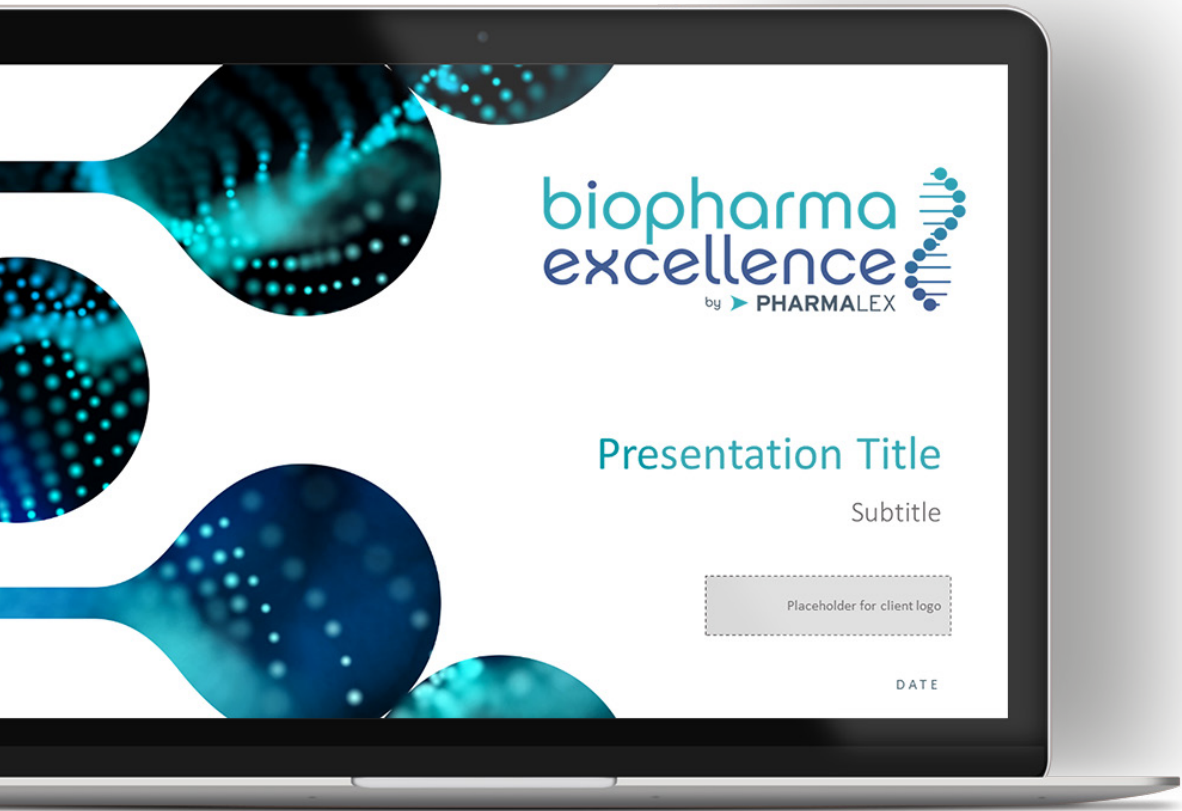 biopharma
excellence
by PHARMALEX
Presentation Title
Subtitle
Placeholder for client logo
DATE